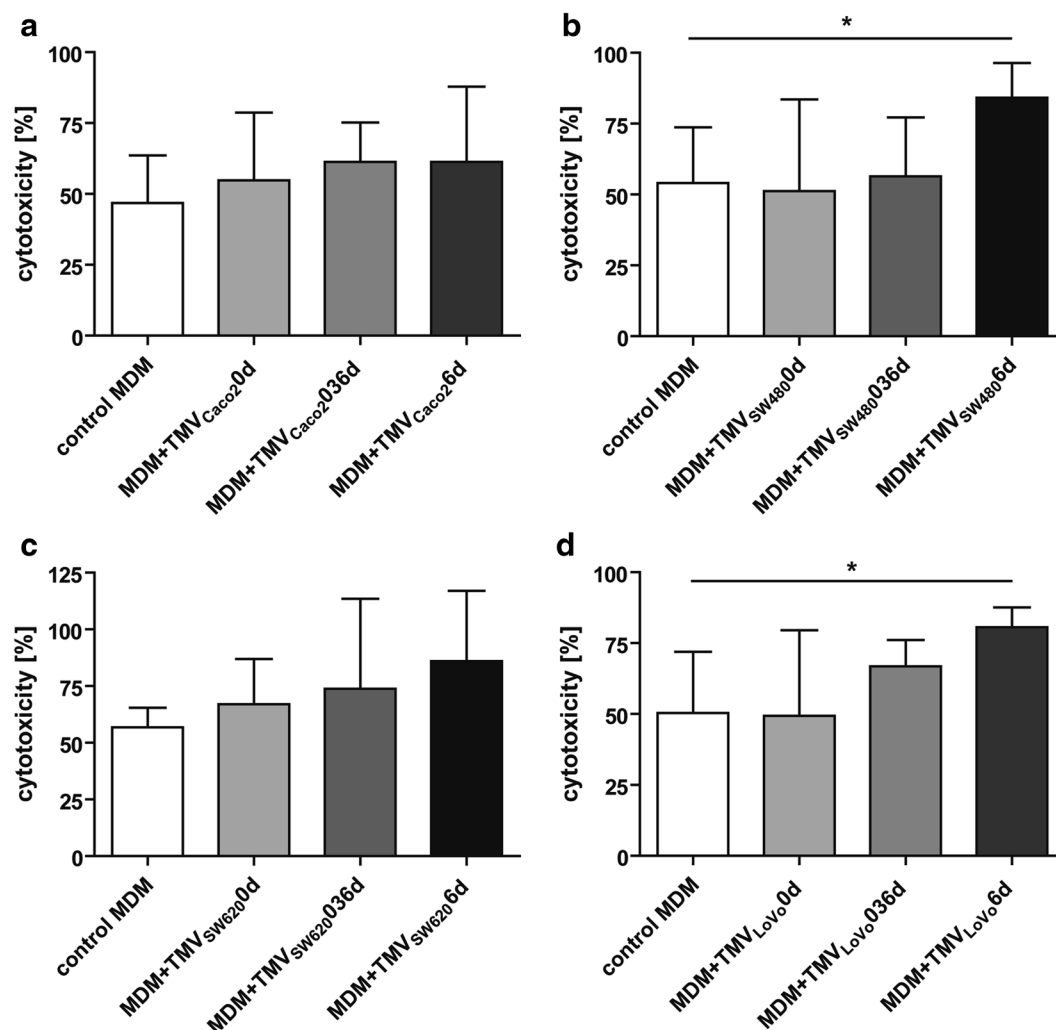 a
100
75
50
25
0
cytotoxicity [%]
control MDM
MDM+TMVCaco20d
MDM+TMVCaco2036d
MDM+TMVCaco26d
b
*
100
75
50
25
0
cytotoxicity [%]
control MDM
MDM+TMVSW4800d
MDM+TMVSW480036d
MDM+TMVSW4806d
c
125
100
75
50
25
0
cytotoxicity [%]
control MDM
MDM+TMVSW6200d
MDM+TMVSW620036d
MDM+TMVSW6206d
d
*
100
75
50
25
0
cytotoxicity [%]
control MDM
MDM+TMVLoVo0d
MDM+TMVLoVo036d
MDM+TMVLoVo6d